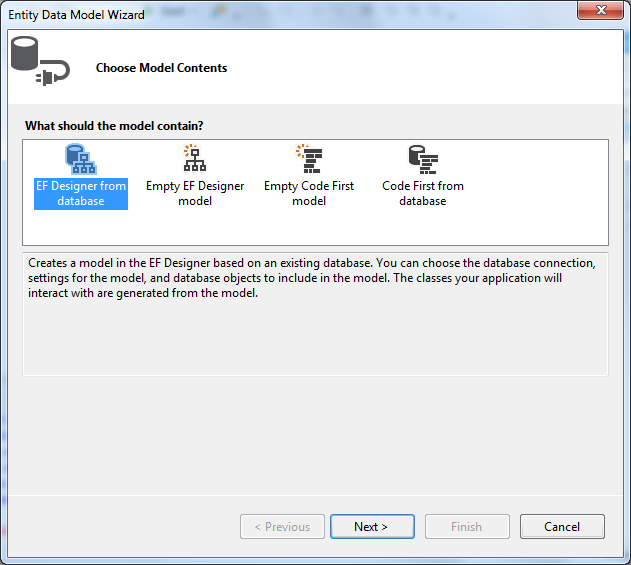 Entity Data Model Wizard
Choose Model Contents
What should the model contain?
EF Designer from
database
Empty EF Designer
model
Empty Code First
model
Code First from
database
Creates a model in the EF Designer based on an existing database. You can choose the database connection,
settings for the model, and database objects to include in the model. The classes your application will
interact with are generated from the model.
< Previous
Next >
Finish
Cancel